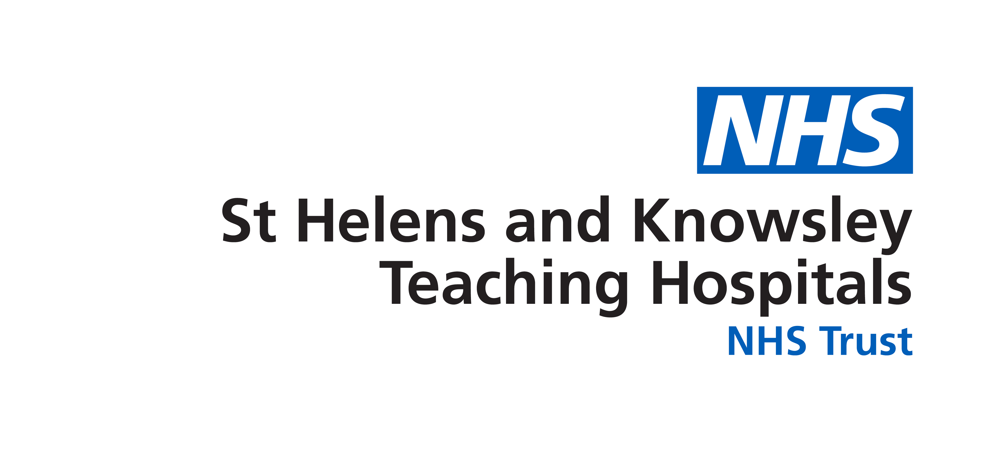 NHS
St Helens and Knowsley
Teaching Hospitals
NHS Trust